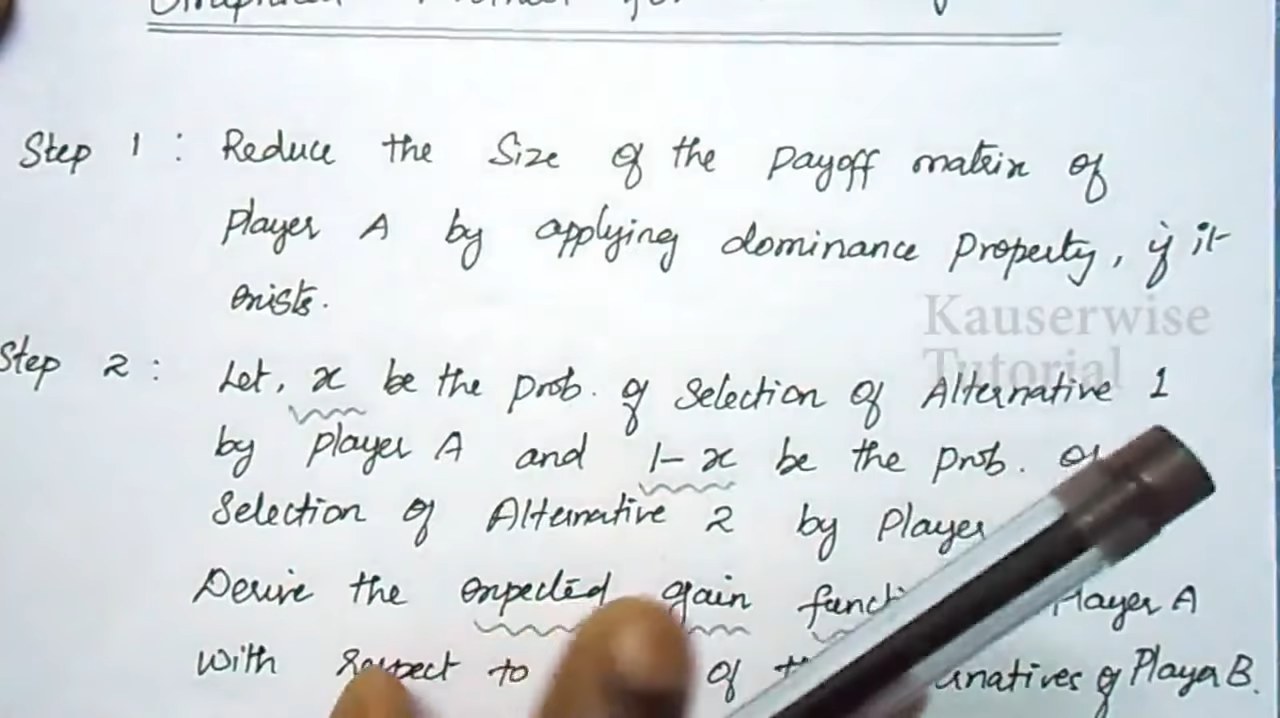 Step 1 : Reduce the Size of the Payoff matrix of
Player A by applying dominance Property, if it
exists.
Kauserwise
Tutorial
Step 2 : Let, x be the Prob. of Selection of Alternative 1
by player A and 1-x be the Prob. of
Selection of Alternative 2 by Player
Derive the expected gain Player A
With respect to of of Player B.